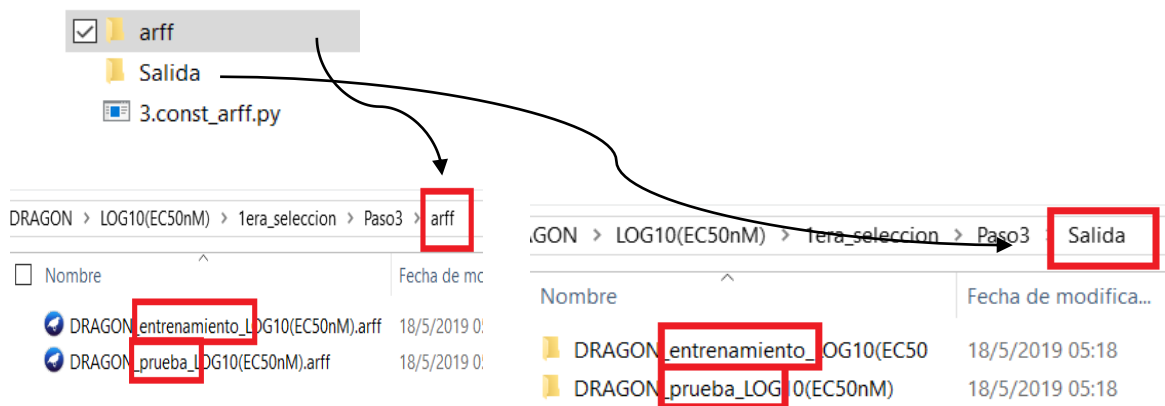 arff
Salida
3.const_arff.py
DRAGON > LOG10(EC50nM) > 1era_seleccion > Paso3 > arff
Nombre Fecha de mo
DRAGON_entrenamiento_LOG10(EC50nM).arff 18/5/2019 05
DRAGON_prueba_LOG10(EC50nM).arff 18/5/2019 0
GON > LOG10(EC50nM) > 1era_seleccion > Paso3 > Salida
Nombre Fecha de modifica...
DRAGON_entrenamiento_LOG10(EC50 18/5/2019 05:18
DRAGON_prueba_LOG10(EC50nM) 18/5/2019 05:18